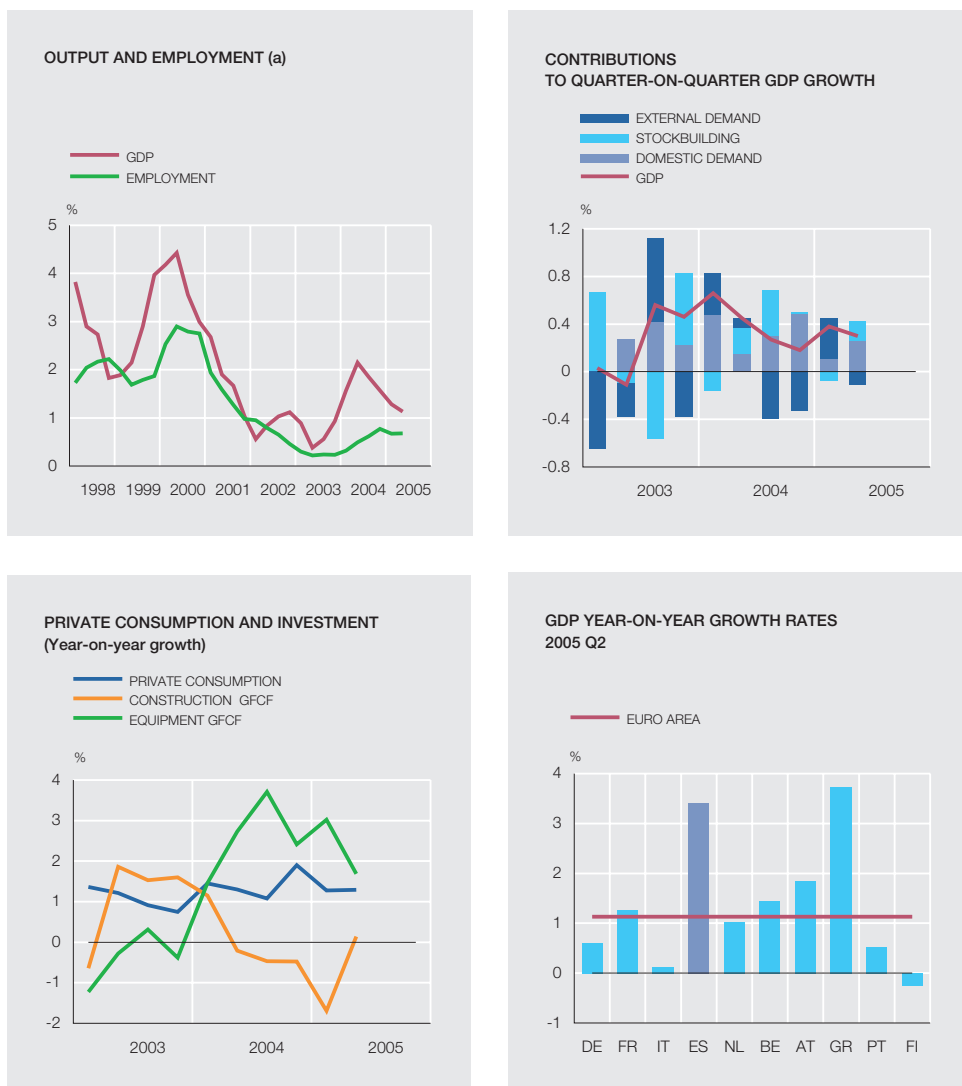 OUTPUT AND EMPLOYMENT (a)
GDP
EMPLOYMENT
%
5
4
3
2
1
0
1998 1999 2000 2001 2002 2003 2004 2005
CONTRIBUTIONS
TO QUARTER-ON-QUARTER GDP GROWTH
EXTERNAL DEMAND
STOCKBUILDING
DOMESTIC DEMAND
GDP
%
1.2
0.8
0.4
0
-0.4
-0.8
2003 2004 2005
PRIVATE CONSUMPTION AND INVESTMENT
(Year-on-year growth)
PRIVATE CONSUMPTION
CONSTRUCTION GFCF
EQUIPMENT GFCF
%
4
3
2
1
0
-1
-2
2003 2004 2005
GDP YEAR-ON-YEAR GROWTH RATES
2005 Q2
EURO AREA
%
4
3
2
1
0
-1
DE FR IT ES NL BE AT GR PT FI